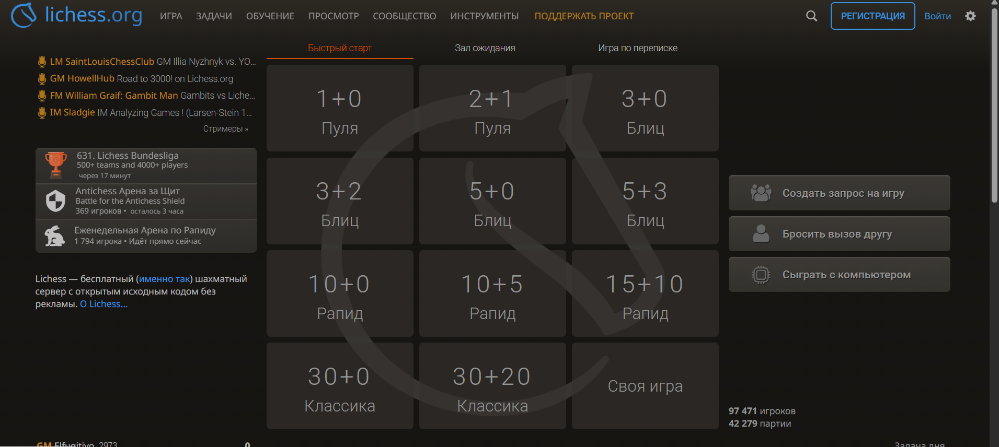 lichess.org ИГРА ЗАДАЧИ ОБУЧЕНИЕ ПРОСМОТР СООБЩЕСТВО ИНСТРУМЕНТЫ ПОДДЕРЖАТЬ ПРОЕКТ РЕГИСТРАЦИЯ Войти
LM SaintLouisChessClub GM Illia Nyzhnyk vs. YO...
GM HowellHub Road to 3000! on Lichess.org
FM William Graif: Gambit Man Gambits vs Liche...
IM Sladgie IM Analyzing Games ! (Larsen-Stein 1...
Стримеры »
631. Lichess Bundesliga
500+ teams and 4000+ players
через 17 минут
Antichess Арена за Щит
Battle for the Antichess Shield
369 игроков • осталось 3 часа
Еженедельная Арена по Рапиду
1 794 игрока • Идёт прямо сейчас
Lichess — бесплатный (именно так) шахматный
сервер с открытым исходным кодом без
рекламы. О Lichess...
Быстрый старт Зал ожидания Игра по переписке
1+0 2+1 3+0
Пуля Пуля Блиц
3+2 5+0 5+3
Блиц Блиц Блиц
10+0 10+5 15+10
Рапид Рапид Рапид
30+0 30+20 Своя игра
Классика Классика
Создать запрос на игру
Бросить вызов другу
Сыграть с компьютером
97 471 игроков
42 279 партии
GM Elfugitivo 2973 0
Задача дня